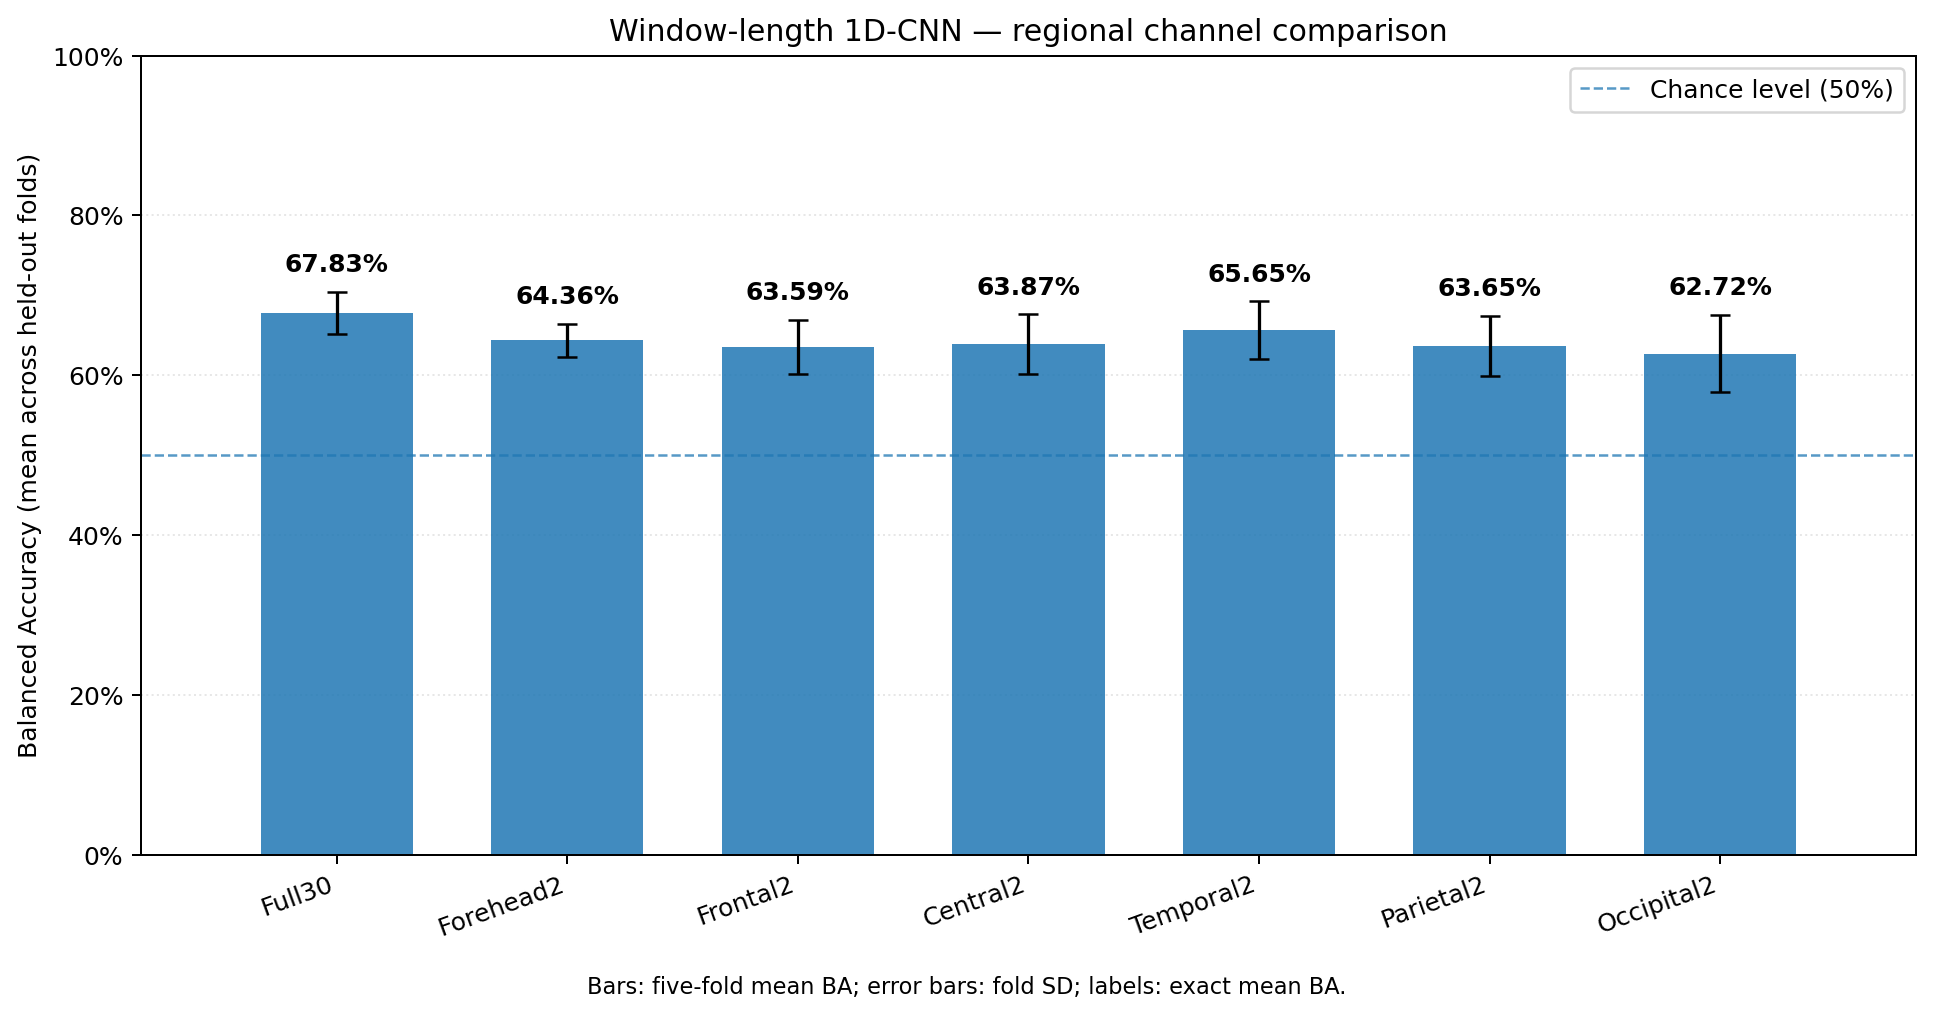 Window-length 1D-CNN — regional channel comparison
Chance level (50%)
Balanced Accuracy (mean across held-out folds)
100%
80%
60%
40%
20%
0%
67.83%
64.36%
63.59%
63.87%
65.65%
63.65%
62.72%
Full30
Forehead2
Frontal2
Central2
Temporal2
Parietal2
Occipital2
Bars: five-fold mean BA; error bars: fold SD; labels: exact mean BA.